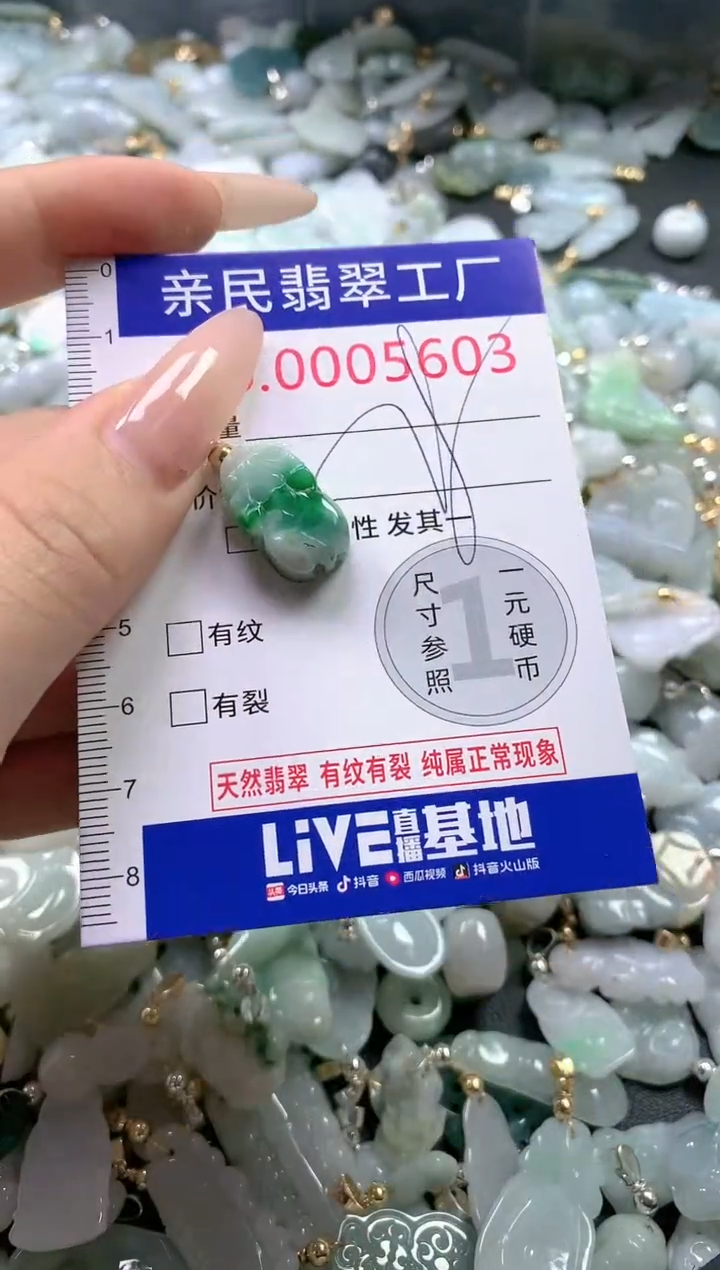 亲民翡翠工厂
.0005603
量
价
性 发其一
有纹
有裂
尺寸参照
1
一元硬币
天然翡翠 有纹有裂 纯属正常现象
LiVE直播基地
头条 今日头条 抖音 西瓜视频 抖音火山版
0
1
5
6
7
8